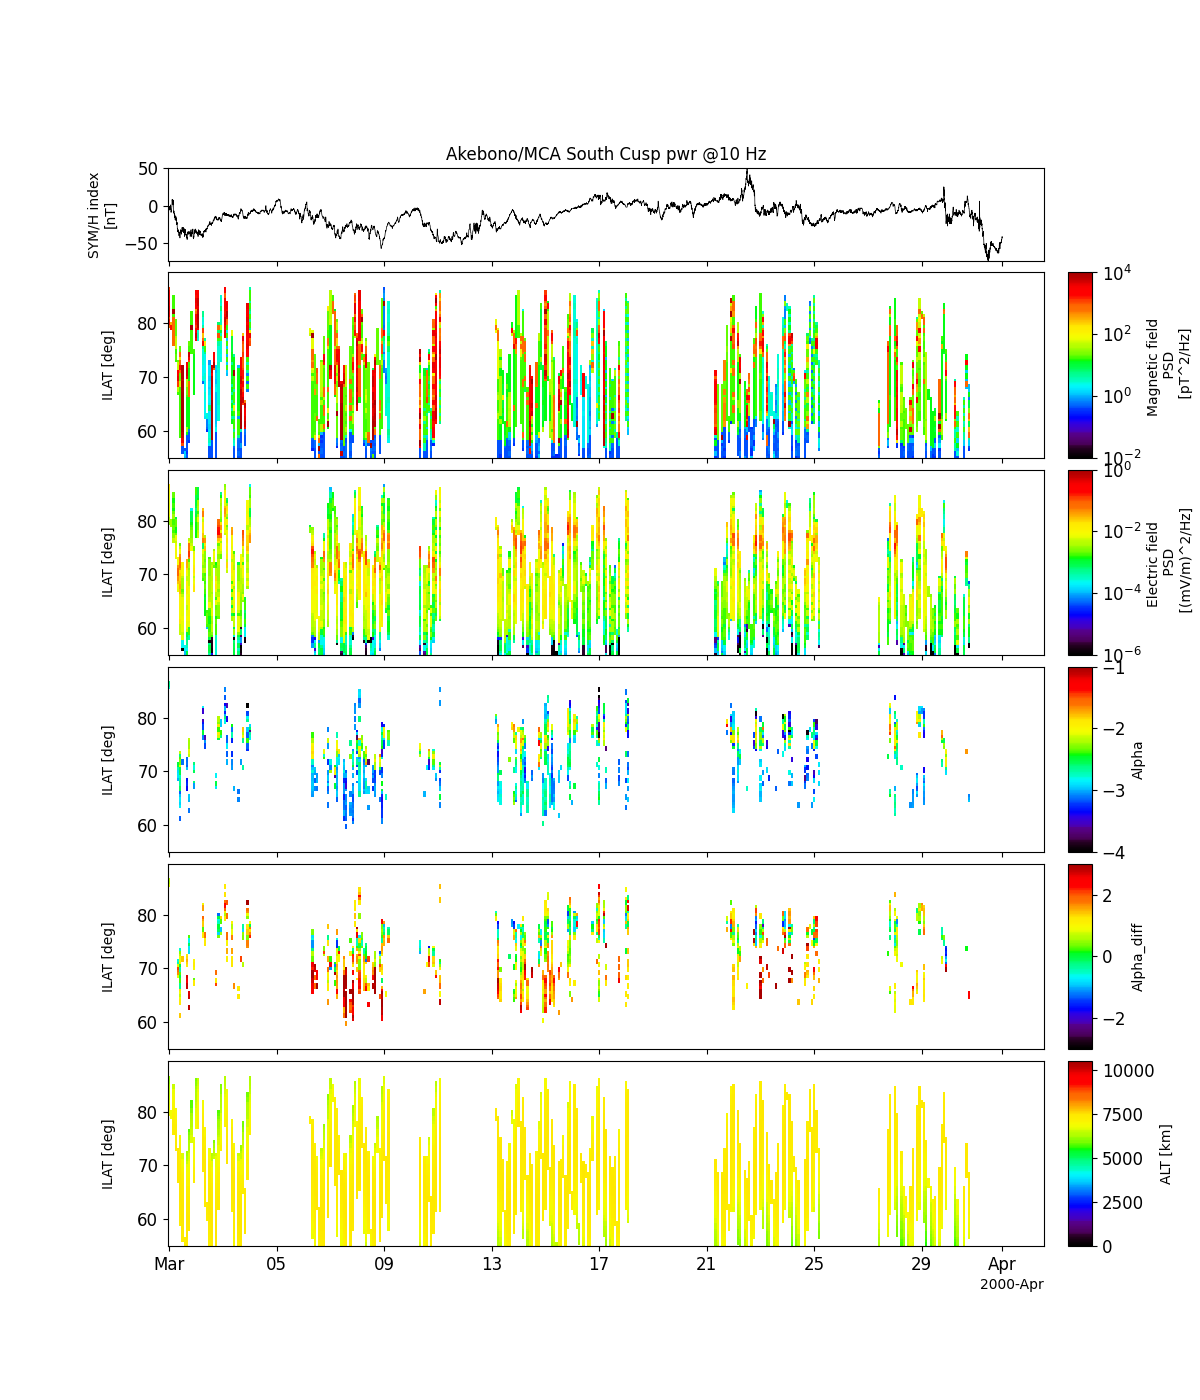 Akebono/MCA South Cusp pwr @10 Hz
SYM/H index
[nT]
50
0
−50
ILAT [deg]
80
70
60
10^4
10^2
10^0
10^-2
Magnetic field
PSD
[pT^2/Hz]
ILAT [deg]
80
70
60
10^0
10^−2
10^−4
10^−6
Electric field
PSD
[(mV/m)^2/Hz]
ILAT [deg]
80
70
60
−1
−2
−3
−4
Alpha
ILAT [deg]
80
70
60
2
0
−2
Alpha_diff
ILAT [deg]
80
70
60
10000
7500
5000
2500
0
ALT [km]
Mar 05 09 13 17 21 25 29 Apr
2000-Apr